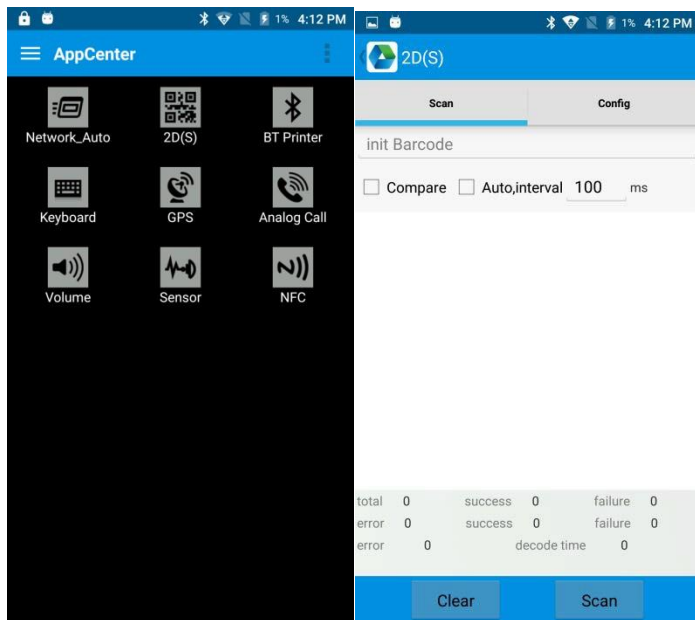 1% 4:12 PM
AppCenter
Network_Auto 2D(S) BT Printer
Keyboard GPS Analog Call
Volume Sensor NFC
1% 4:12 PM
2D(S)
Scan Config
init Barcode
Compare Auto,interval 100 ms
total 0 success 0 failure 0
error 0 success 0 failure 0
error 0 decode time 0
Clear Scan